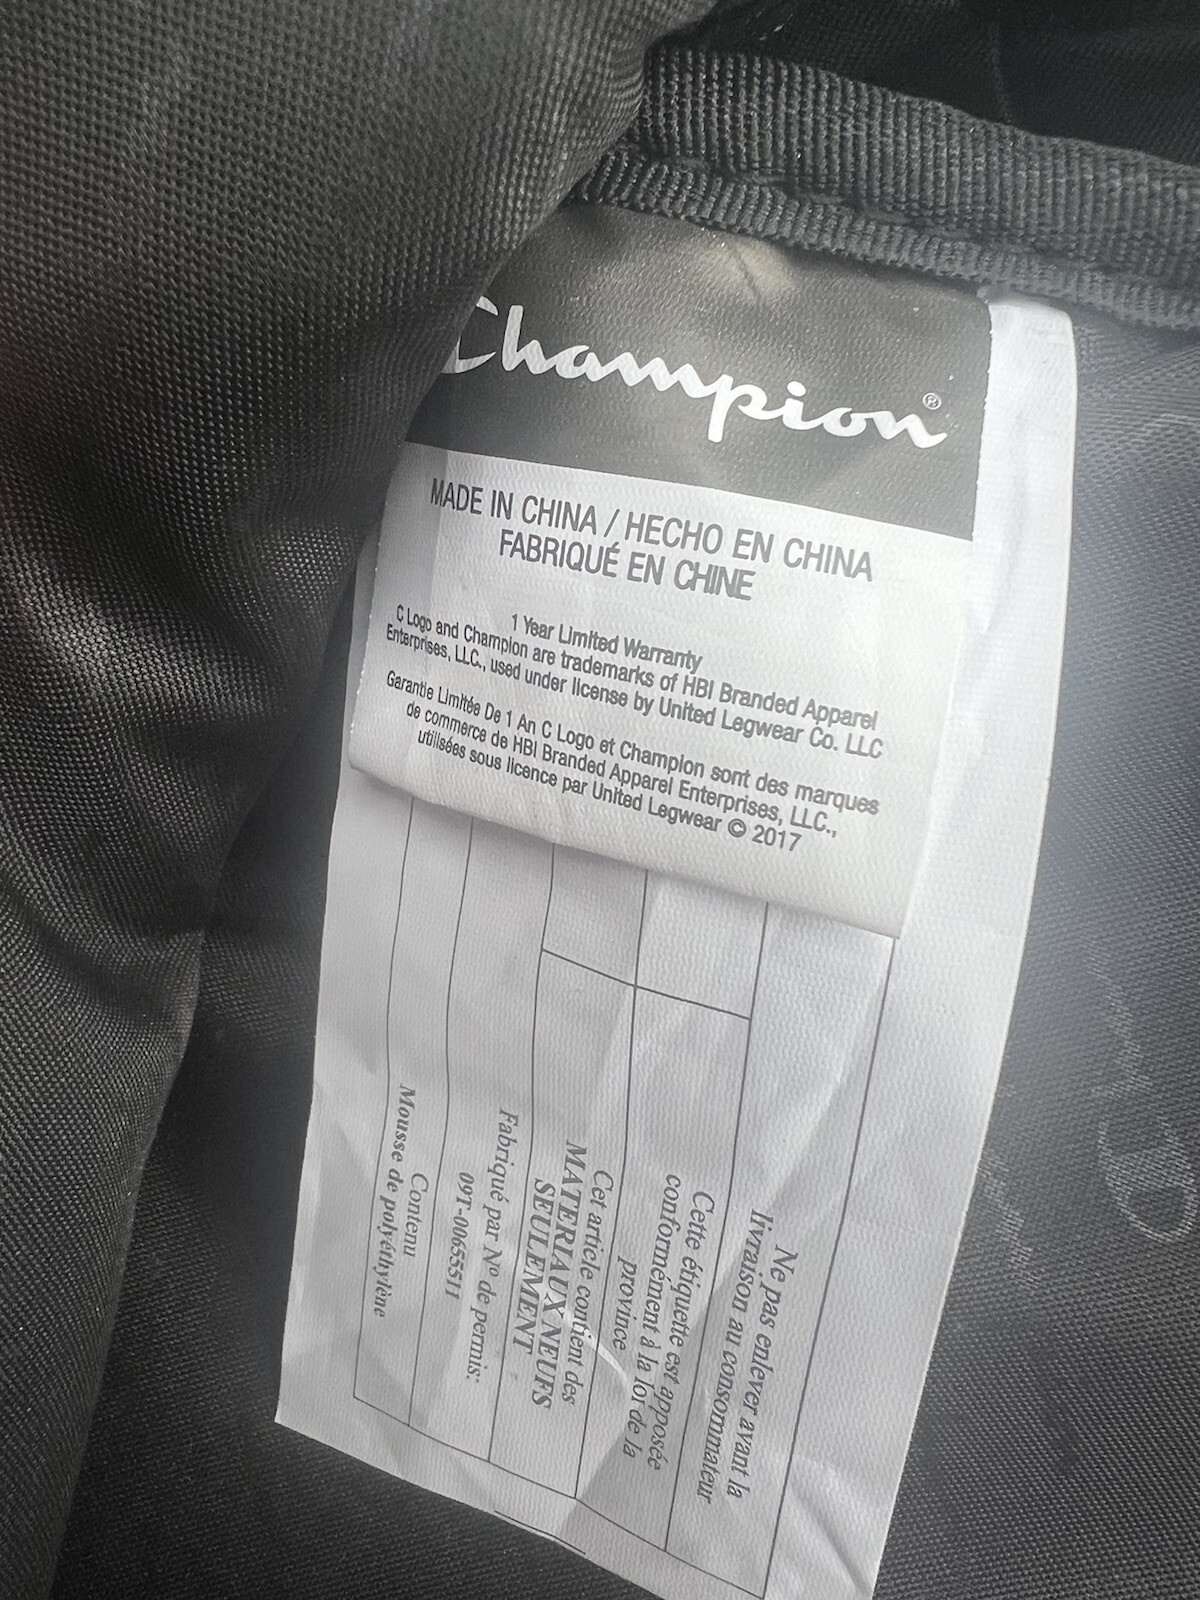 Champion®
MADE IN CHINA / HECHO EN CHINA
FABRIQUÉ EN CHINE
1 Year Limited Warranty
C Logo and Champion are trademarks of HBI Branded Apparel
Enterprises, LLC., used under license by United Legwear Co. LLC
Garantie Limitée De 1 An C Logo et Champion sont des marques
de commerce de HBI Branded Apparel Enterprises, LLC.,
utilisées sous licence par United Legwear © 2017
Ne pas enlever avant la
livraison au consommateur
Cette étiquette est apposée
conformément à la loi de la
province
Cet article contient des
MATERIAUX NEUFS
SEULEMENT
Fabriqué par Nº de permis:
09T-0065511
Contenu
Mousse de polyéthylène